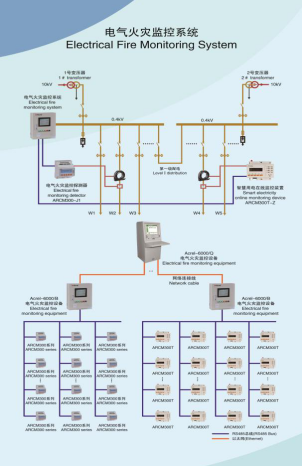 电气火灾监控系统
Electrical Fire Monitoring System
1号变压器
1# transformer
2号变压器
2# transformer
10kV
10kV
电气火灾监控系统
Electrical fire
monitoring system
0.4kV
0.4kV
第一级配电
Level I distribution
电气火灾监控探测器
Electrical fire
monitoring detector
ARCM300-J1
智慧用电在线监控装置
Smart electricity
online monitoring device
ARCM300T-Z
W1
W2
W3
W4
W5
Acrel-6000/Q
电气火灾监控设备
Electrical fire monitoring equipment
网络连接线
Network cable
Acrel-6000/B
电气火灾监控设备
Electrical fire
monitoring equipment
Acrel-6000/B
电气火灾监控设备
Electrical fire
monitoring equipment
ARCM300系列
ARCM300 series
ARCM300系列
ARCM300 series
ARCM300系列
ARCM300 series
ARCM300T
ARCM300T
ARCM300T
ARCM300系列
ARCM300 series
ARCM300系列
ARCM300 series
ARCM300系列
ARCM300 series
ARCM300T
ARCM300T
ARCM300T
ARCM300系列
ARCM300 series
ARCM300系列
ARCM300 series
ARCM300系列
ARCM300 series
ARCM300T
ARCM300T
ARCM300T
ARCM300系列
ARCM300 series
ARCM300系列
ARCM300 series
ARCM300系列
ARCM300 series
ARCM300T
ARCM300T
ARCM300T
RS485总线(RS485 Bus)
以太网(Ethernet)